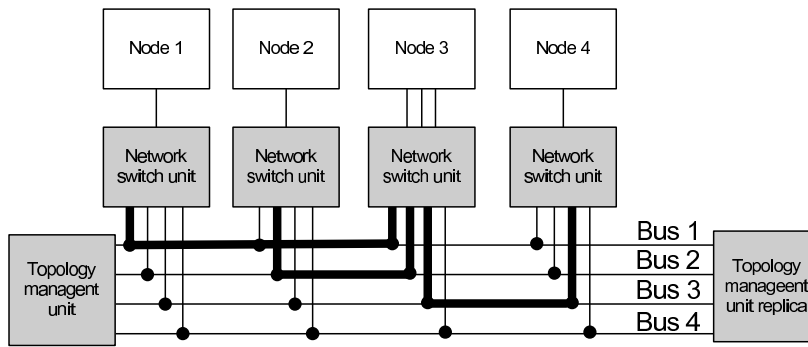 Node 1
Node 2
Node 3
Node 4
Network
switch unit
Network
switch unit
Network
switch unit
Network
switch unit
Bus 1
Bus 2
Bus 3
Bus 4
Topology
managent
unit
Topology
manageent
unit replica